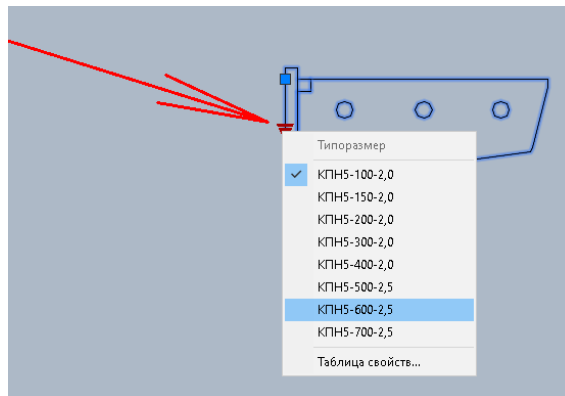 Типоразмер
КПН5-100-2,0
КПН5-150-2,0
КПН5-200-2,0
КПН5-300-2,0
КПН5-400-2,0
КПН5-500-2,5
КПН5-600-2,5
КПН5-700-2,5
Таблица свойств...